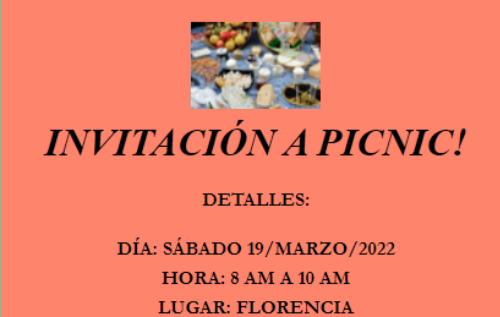 INVITACIÓN A PICNIC!
DETALLES:
DÍA: SÁBADO 19/MARZO/2022
HORA: 8 AM A 10 AM
LUGAR: FLORENCIA